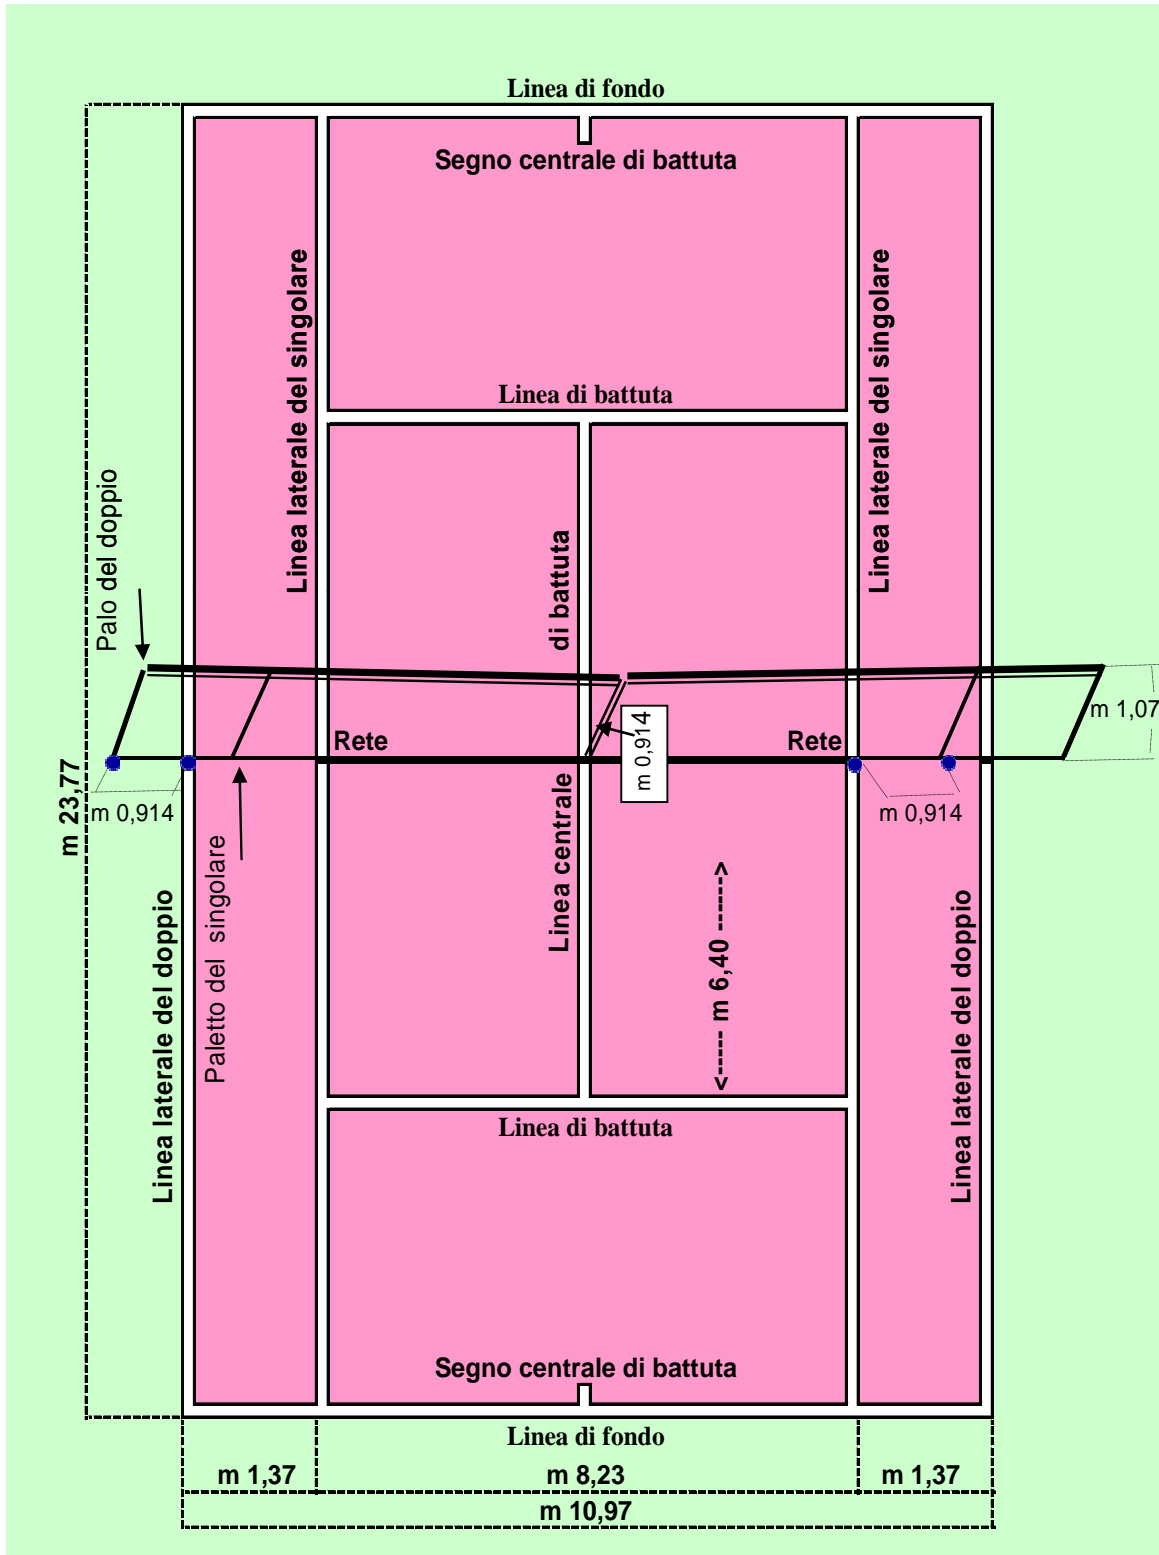 Linea di fondo
Segno centrale di battuta
Linea laterale del singolare
Linea laterale del singolare
Linea di battuta
Palo del doppio
di battuta
m 1,07
Rete
m 0,914
Rete
m 23,77
m 0,914
m 0,914
Linea centrale
Paletto del singolare
Linea laterale del doppio
<----- m 6,40 ------>
Linea laterale del doppio
Linea di battuta
Segno centrale di battuta
Linea di fondo
m 1,37
m 8,23
m 1,37
m 10,97